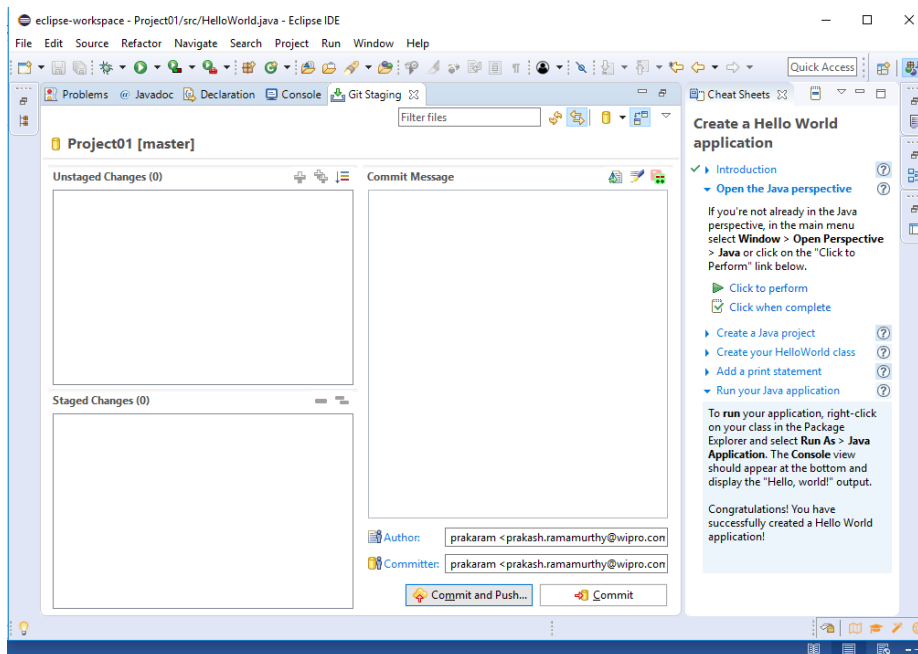 eclipse-workspace - Project01/src/HelloWorld.java - Eclipse IDE
File Edit Source Refactor Navigate Search Project Run Window Help
Quick Access
Problems @ Javadoc Declaration Console Git Staging
Filter files
Project01 [master]
Unstaged Changes (0)
Staged Changes (0)
Commit Message
Author: prakaram <prakash.ramamurthy@wipro.com
Committer: prakaram <prakash.ramamurthy@wipro.com
Commit and Push...
Commit
Cheat Sheets
Create a Hello World
application
Introduction
Open the Java perspective
If you're not already in the Java
perspective, in the main menu
select Window > Open Perspective
> Java or click on the "Click to
Perform" link below.
Click to perform
Click when complete
Create a Java project
Create your HelloWorld class
Add a print statement
Run your Java application
To run your application, right-click
on your class in the Package
Explorer and select Run As > Java
Application. The Console view
should appear at the bottom and
display the "Hello, world!" output.
Congratulations! You have
successfully created a Hello World
application!